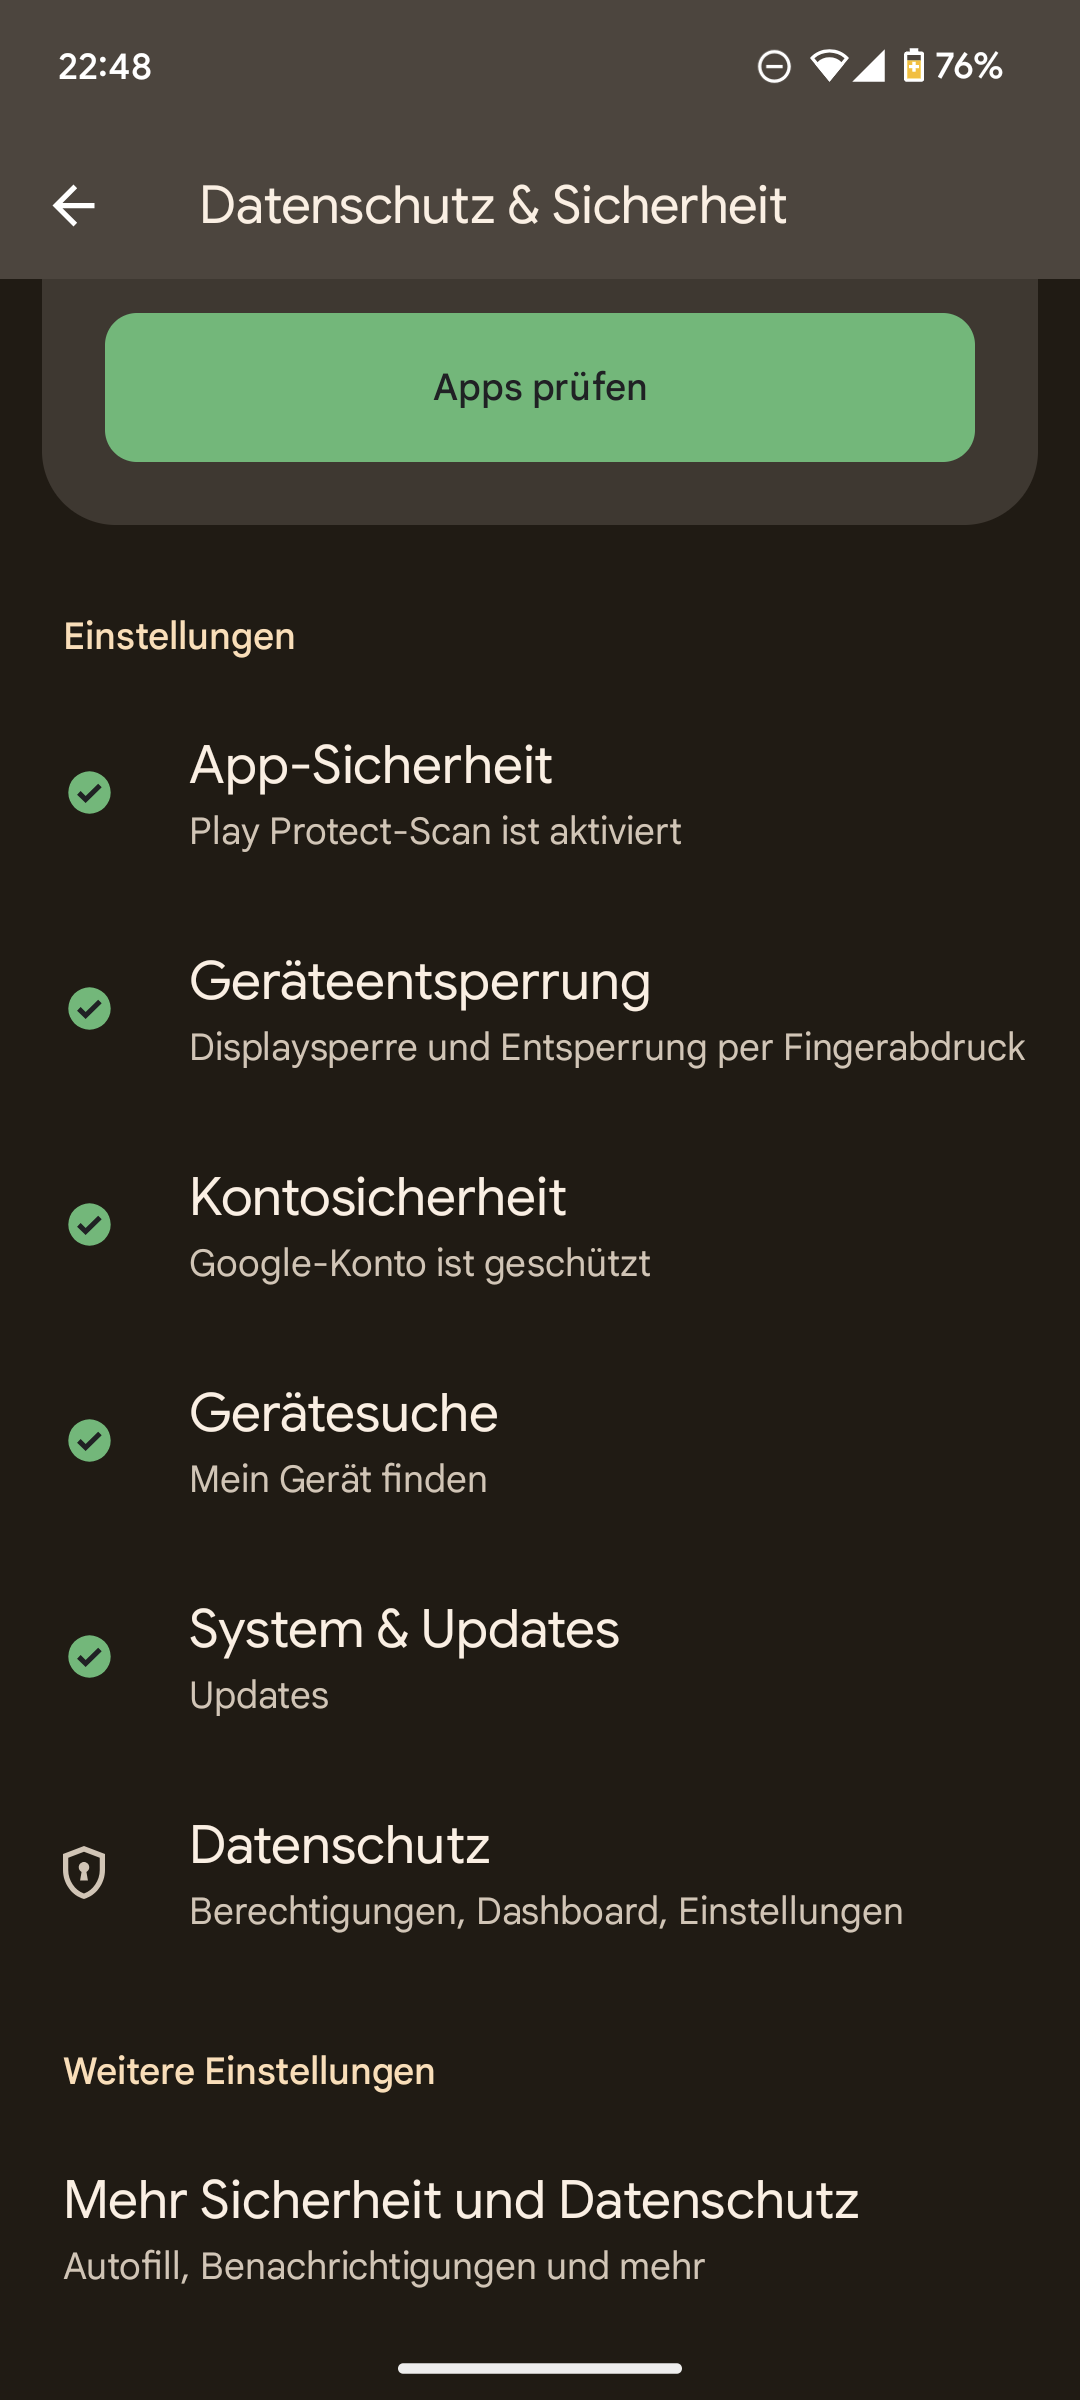 22:48
76%
Datenschutz & Sicherheit
Apps prüfen
Einstellungen
App-Sicherheit
Play Protect-Scan ist aktiviert
Geräteentsperrung
Displaysperre und Entsperrung per Fingerabdruck
Kontosicherheit
Google-Konto ist geschützt
Gerätesuche
Mein Gerät finden
System & Updates
Updates
Datenschutz
Berechtigungen, Dashboard, Einstellungen
Weitere Einstellungen
Mehr Sicherheit und Datenschutz
Autofill, Benachrichtigungen und mehr